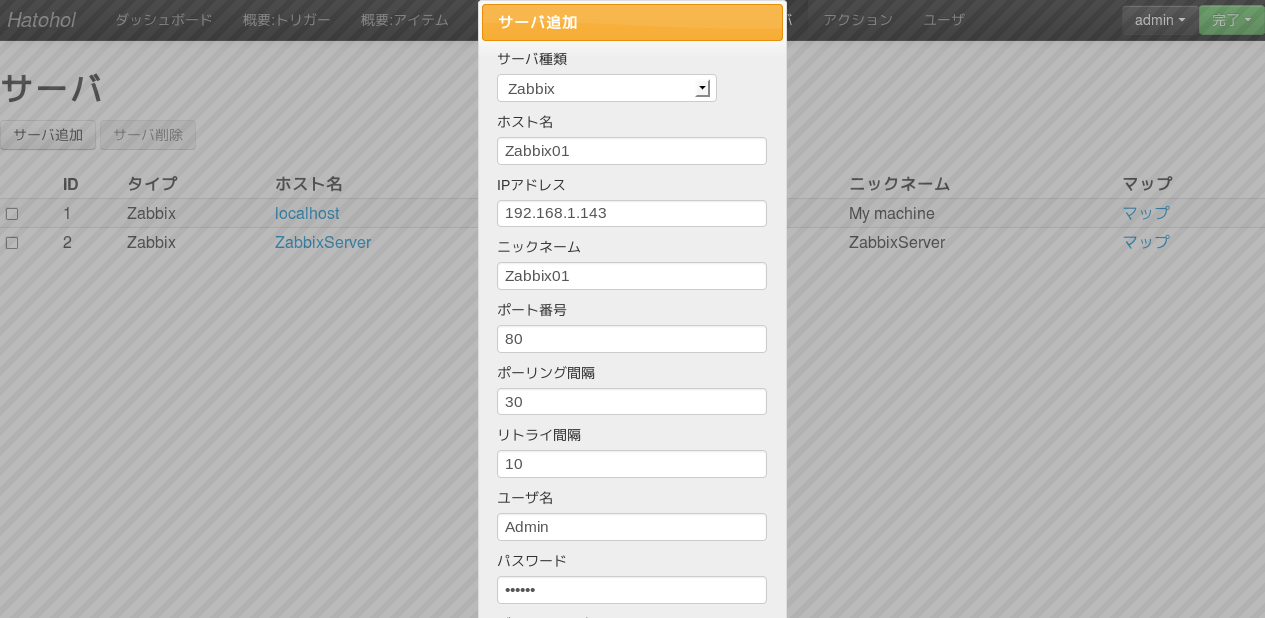 Hatohol ダッシュボード 概要:トリガー 概要:アイテム アクション ユーザ admin 完了
サーバ
サーバ追加 サーバ削除
ID タイプ ホスト名 ニックネーム マップ
1 Zabbix localhost My machine マップ
2 Zabbix ZabbixServer ZabbixServer マップ
サーバ追加
サーバ種類
Zabbix
ホスト名
Zabbix01
IPアドレス
192.168.1.143
ニックネーム
Zabbix01
ポート番号
80
ポーリング間隔
30
リトライ間隔
10
ユーザ名
Admin
パスワード
••••••